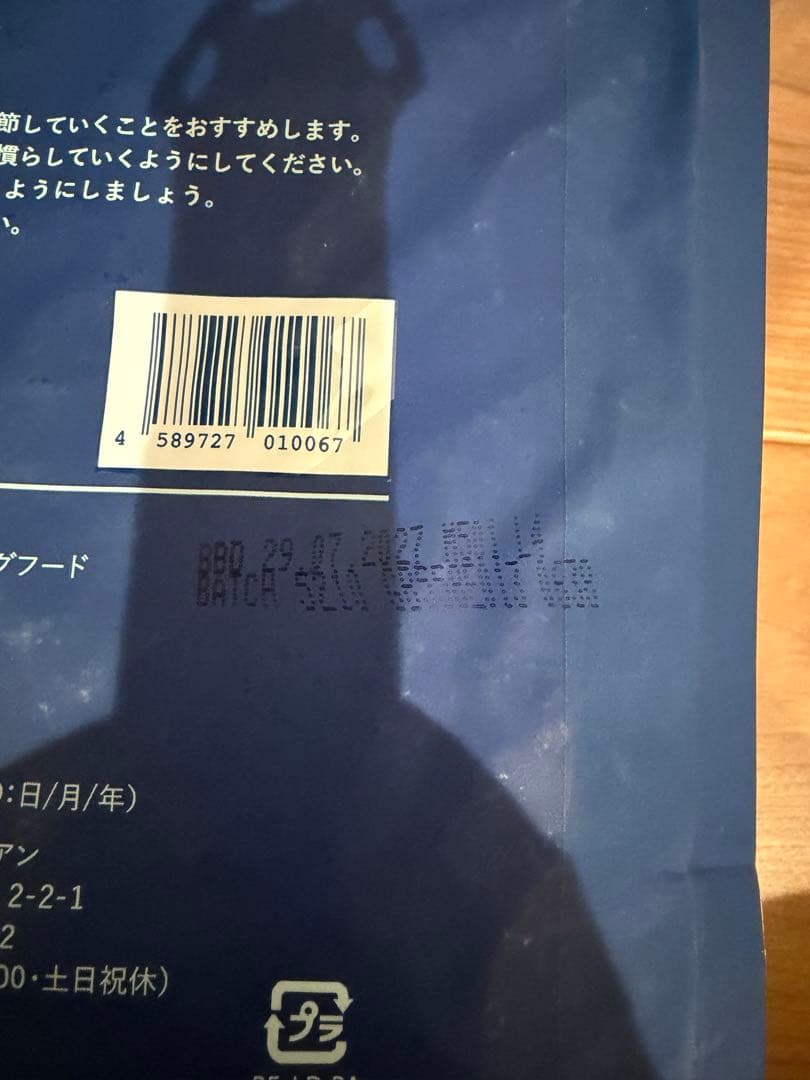 節していくことをおすすめします。
慣らしていくようにしてください。
ようにしましょう。
い。
4 589727 010067
グフード
BBD 29.07.2027
BATCH
:日/月/年)
アン
2-2-1
2
00・土日祝休)
プラ